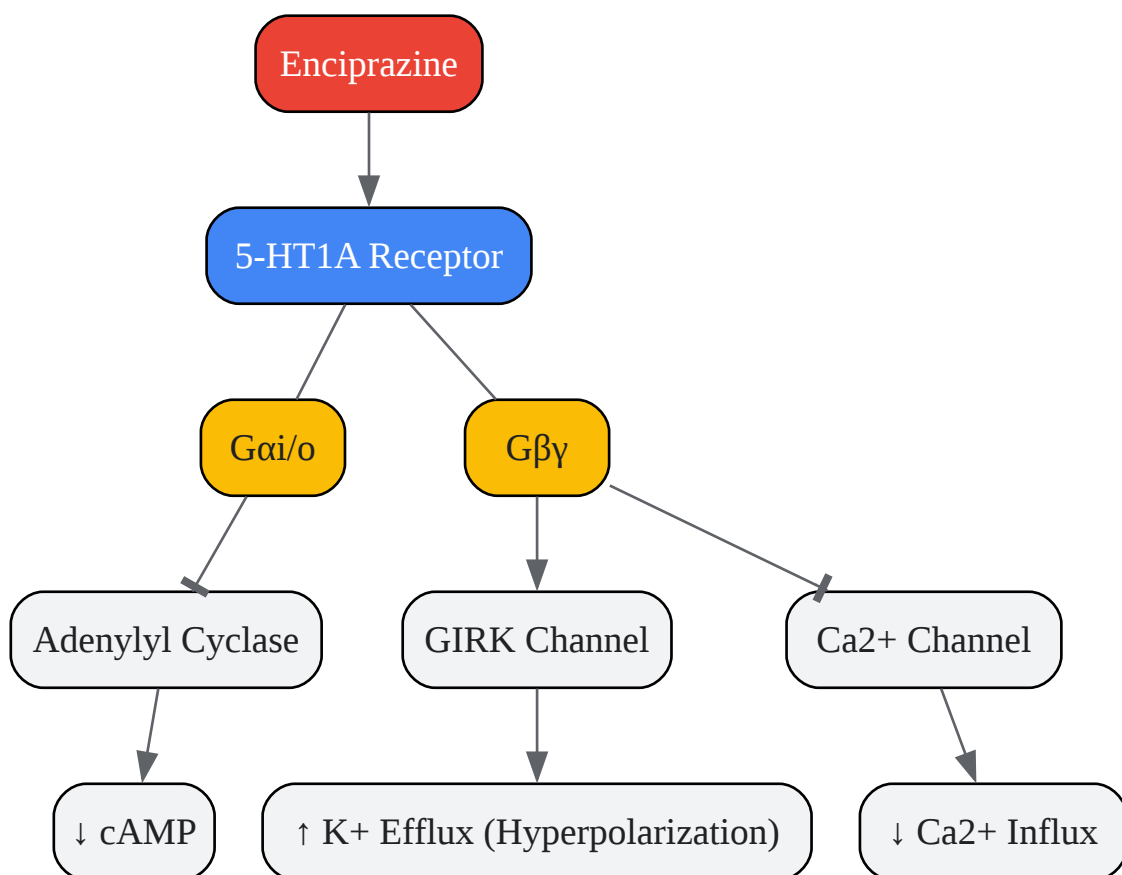 Enciprazine
5-HT1A Receptor
Gαi/o
Gβγ
Adenylyl Cyclase
GIRK Channel
Ca2+ Channel
↓ cAMP
↑ K+ Efflux (Hyperpolarization)
↓ Ca2+ Influx